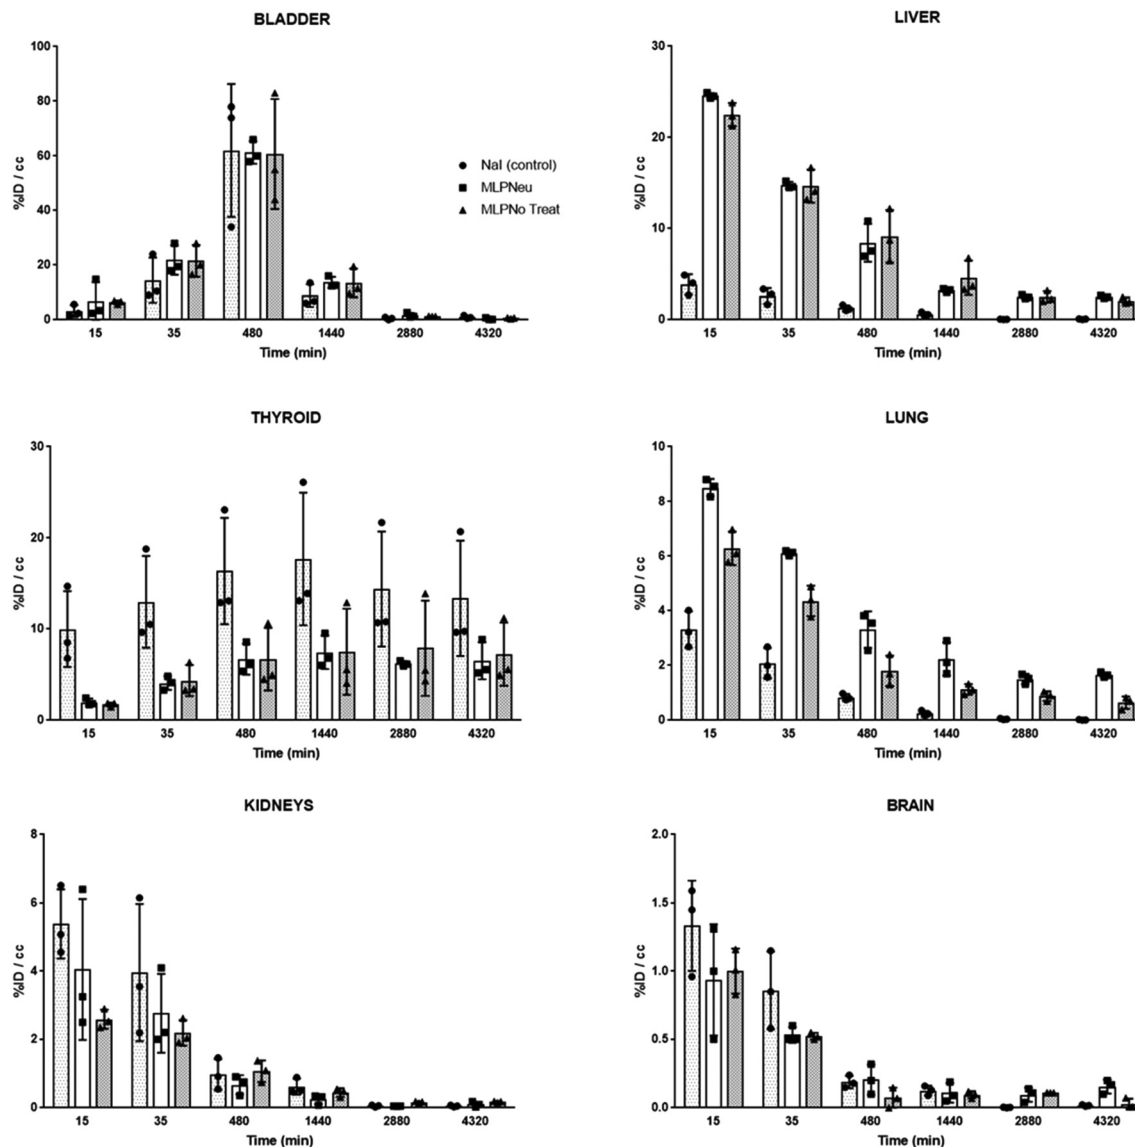 BLADDER
100
80
60
40
20
0
%ID / cc
15 35 480 1440 2880 4320
Time (min)
NaI (control)
MLPNeu
MLPNo Treat
LIVER
30
20
10
0
%ID / cc
15 35 480 1440 2880 4320
Time (min)
THYROID
30
20
10
0
%ID / cc
15 35 480 1440 2880 4320
Time (min)
LUNG
10
8
6
4
2
0
%ID / cc
15 35 480 1440 2880 4320
Time (min)
KIDNEYS
8
6
4
2
0
%ID / cc
15 35 480 1440 2880 4320
Time (min)
BRAIN
2.0
1.5
1.0
0.5
0.0
%ID / cc
15 35 480 1440 2880 4320
Time (min)